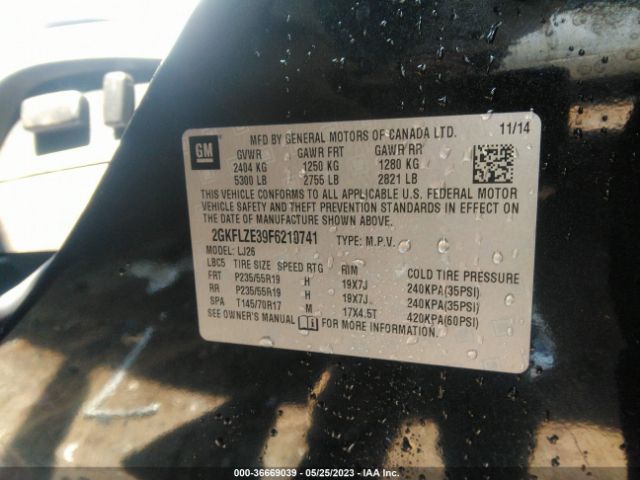 GM
MFD BY GENERAL MOTORS OF CANADA LTD. 11/14
GVWR GAWR FRT GAWR RR
2404 KG 1250 KG 1280 KG
5300 LB 2755 LB 2821 LB
THIS VEHICLE CONFORMS TO ALL APPLICABLE U.S. FEDERAL MOTOR
VEHICLE SAFETY AND THEFT PREVENTION STANDARDS IN EFFECT ON
THE DATE OF MANUFACTURE SHOWN ABOVE.
2GKFLZE39F6210741 TYPE: M.P.V.
MODEL: LJ26
LBC5 TIRE SIZE SPEED RTG RIM COLD TIRE PRESSURE
FRT P235/55R19 H 19X7J 240KPA(35PSI)
RR P235/55R19 H 19X7J 240KPA(35PSI)
SPA T145/70R17 M 17X4.5T 420KPA(60PSI)
SEE OWNER'S MANUAL FOR MORE INFORMATION.
000-36669039 - 05/25/2023 - IAA Inc.